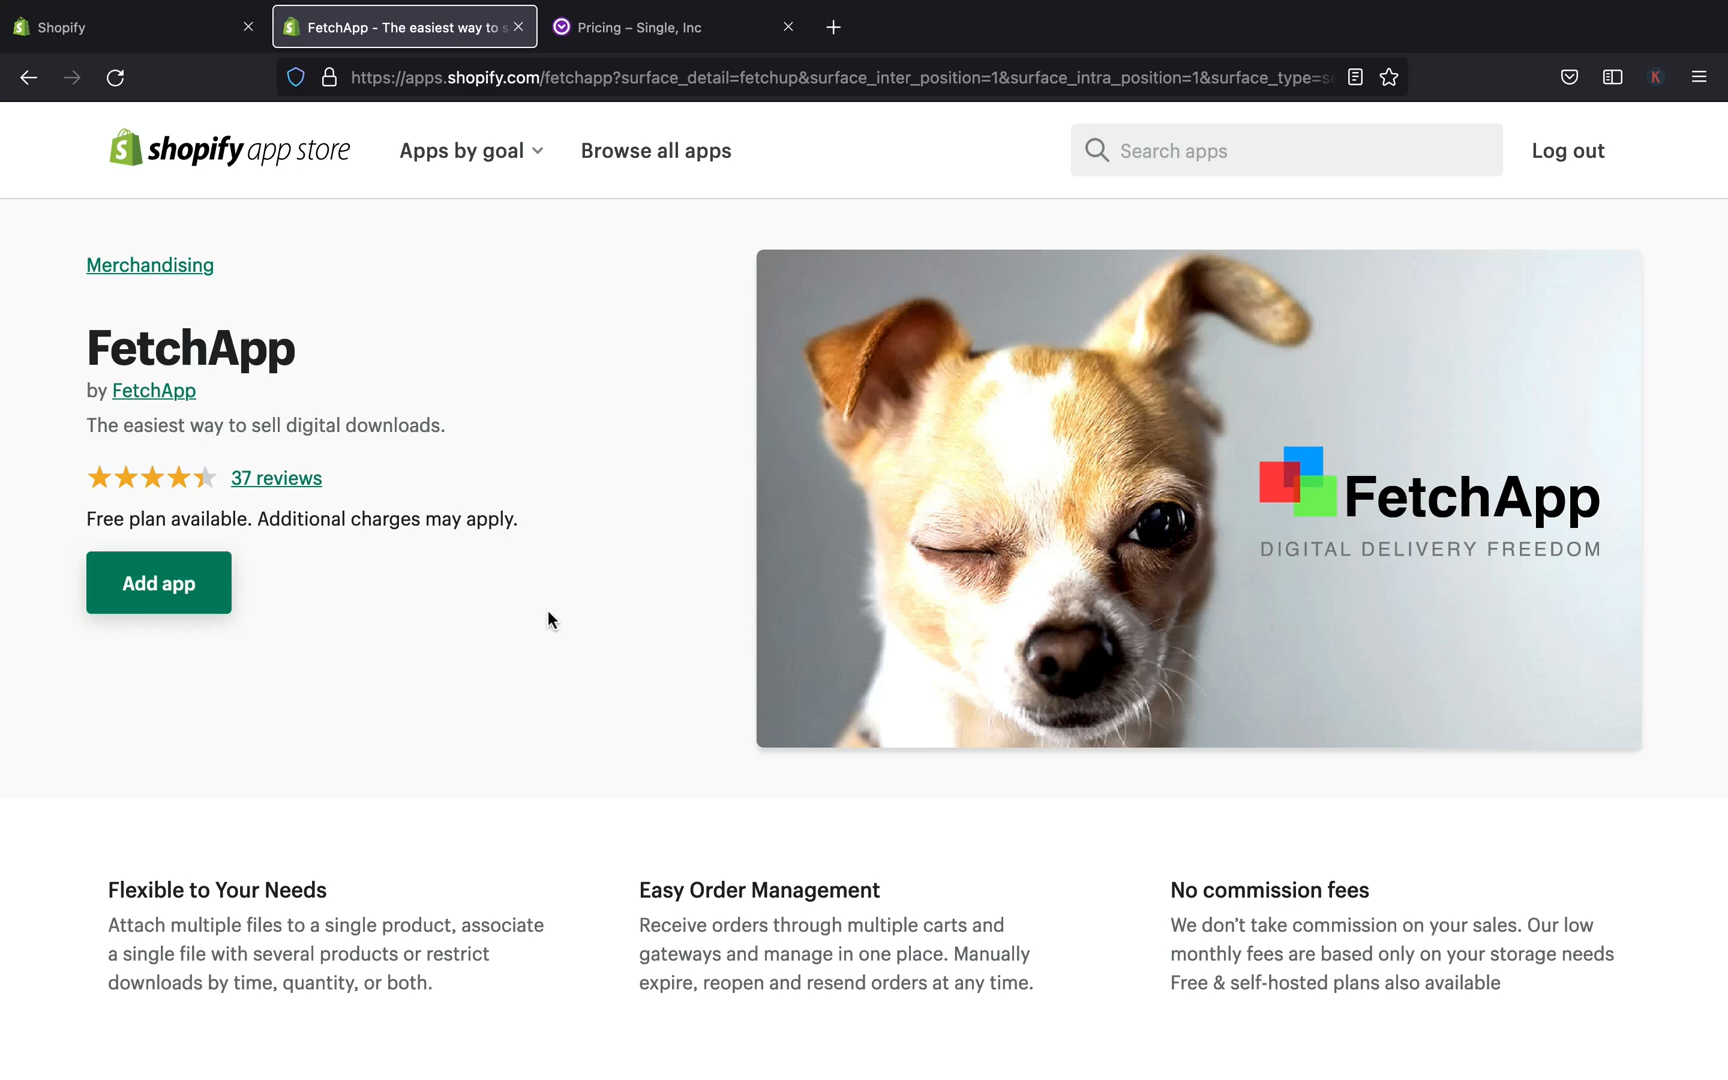 Shopify
FetchApp - The easiest way to s
Pricing – Single, Inc
https://apps.shopify.com/fetchapp?surface_detail=fetchup&surface_inter_position=1&surface_intra_position=1&surface_type=se
K
shopify app store
Apps by goal
Browse all apps
Search apps
Log out
Merchandising
FetchApp
by FetchApp
The easiest way to sell digital downloads.
37 reviews
Free plan available. Additional charges may apply.
Add app
FetchApp
DIGITAL DELIVERY FREEDOM
Flexible to Your Needs
Attach multiple files to a single product, associate
a single file with several products or restrict
downloads by time, quantity, or both.
Easy Order Management
Receive orders through multiple carts and
gateways and manage in one place. Manually
expire, reopen and resend orders at any time.
No commission fees
We don't take commission on your sales. Our low
monthly fees are based only on your storage needs
Free & self-hosted plans also available